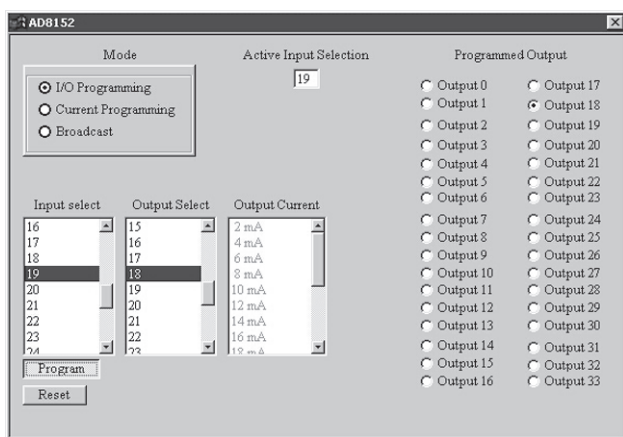 AD8152
Mode
I/O Programming
Current Programming
Broadcast
Active Input Selection
19
Programmed Output
Output 0
Output 1
Output 2
Output 3
Output 4
Output 5
Output 6
Output 7
Output 8
Output 9
Output 10
Output 11
Output 12
Output 13
Output 14
Output 15
Output 16
Output 17
Output 18
Output 19
Output 20
Output 21
Output 22
Output 23
Output 24
Output 25
Output 26
Output 27
Output 28
Output 29
Output 30
Output 31
Output 32
Output 33
Input select
16
17
18
19
20
21
22
23
24
Output Select
15
16
17
18
19
20
21
22
23
Output Current
2 mA
4 mA
6 mA
8 mA
10 mA
12 mA
14 mA
16 mA
18 mA
Program
Reset